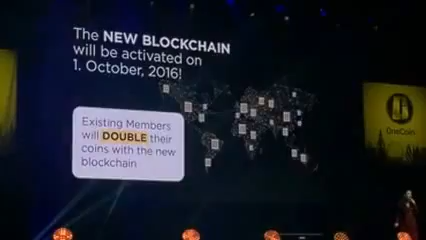 The NEW BLOCKCHAIN
will be activated on
1. October, 2016!
Existing Members
will DOUBLE their
coins with the new
blockchain
OneCoin